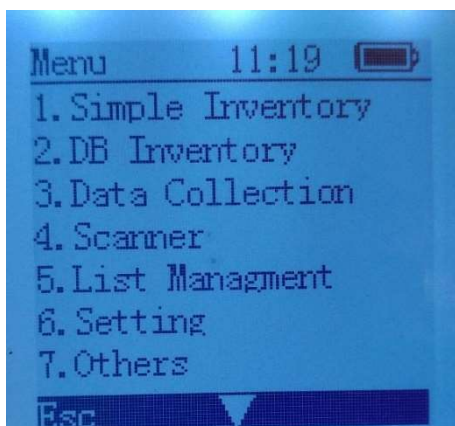 Menu 11:19
1.Simple Inventory
2.DB Inventory
3.Data Collection
4.Scanner
5.List Managment
6.Setting
7.Others
Esc